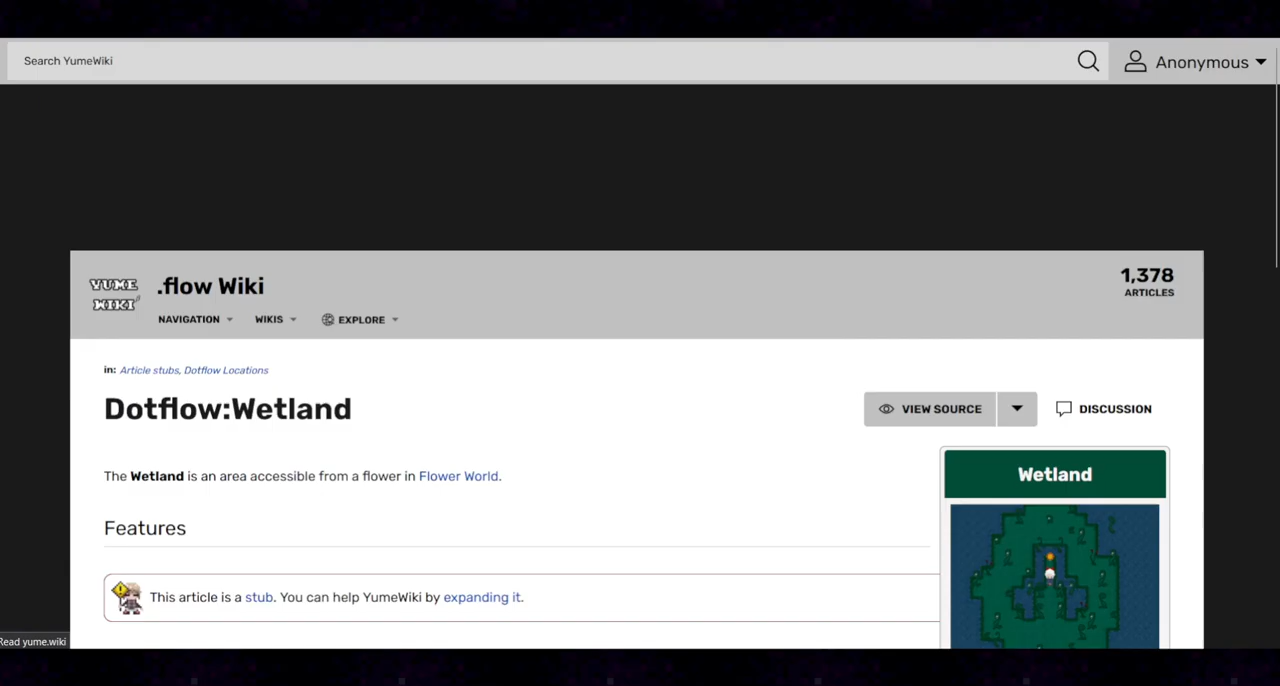 Search YumeWiki
Anonymous
YUME
WIKI
.flow Wiki
1,378
ARTICLES
NAVIGATION
WIKIS
EXPLORE
in: Article stubs, Dotflow Locations
Dotflow:Wetland
VIEW SOURCE
DISCUSSION
The Wetland is an area accessible from a flower in Flower World.
Wetland
Features
This article is a stub. You can help YumeWiki by expanding it.
Read yume.wiki